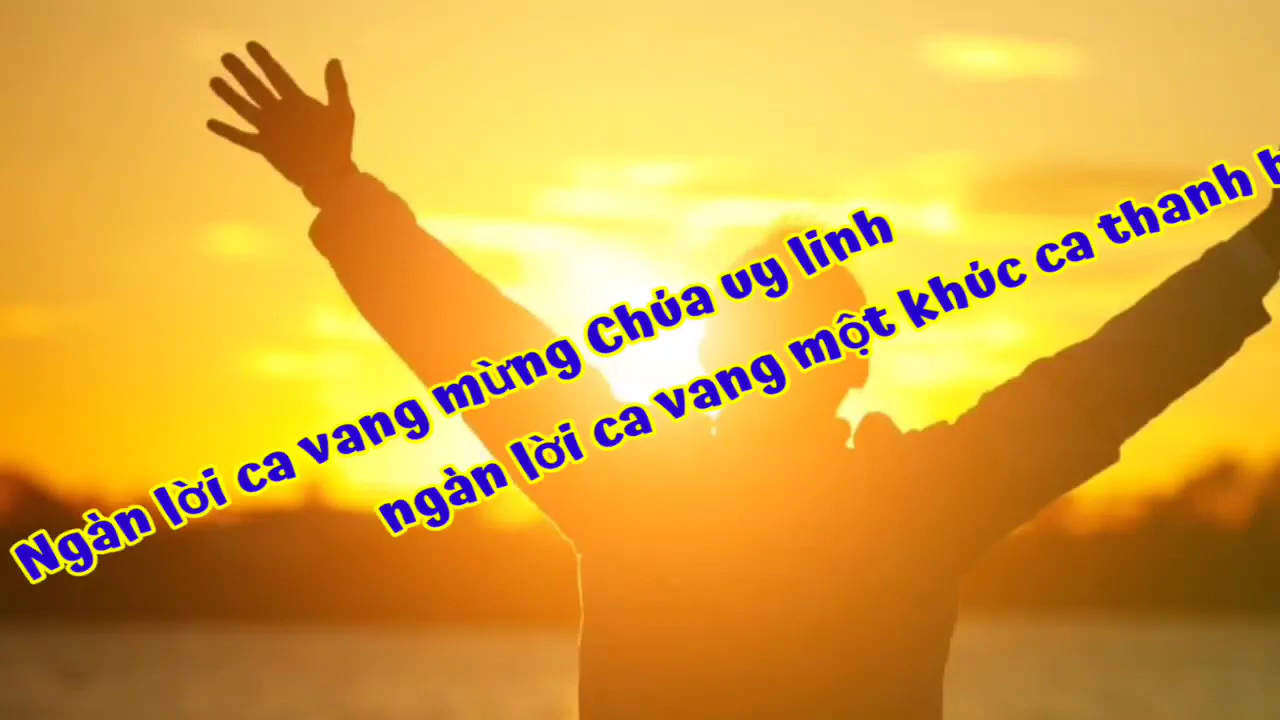 Ngàn lời ca vang mừng Chúa uy linh
ngàn lời ca vang một khúc ca thanh